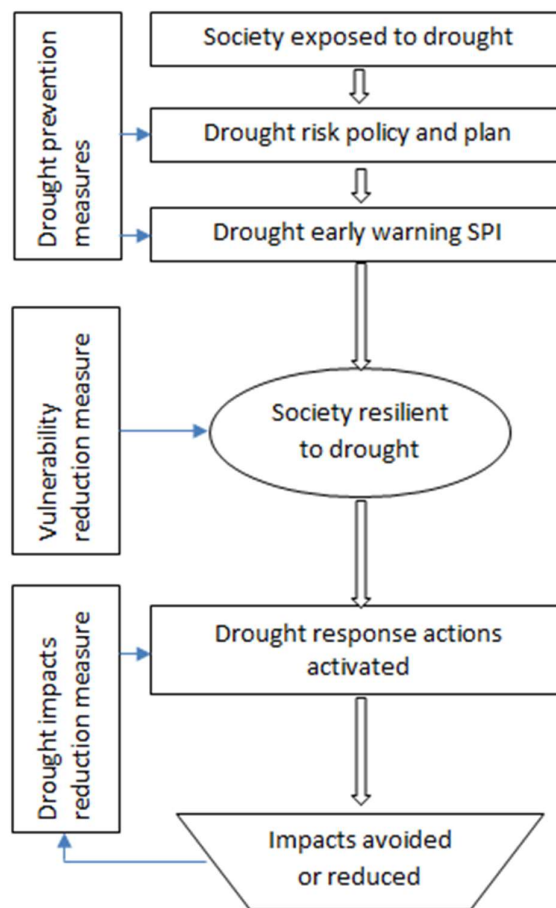 Society exposed to drought
Drought prevention
measures
Drought risk policy and plan
Drought early warning SPI
Vulnerability
reduction measure
Society resilient
to drought
Drought impacts
reduction measure
Drought response actions
activated
Impacts avoided
or reduced